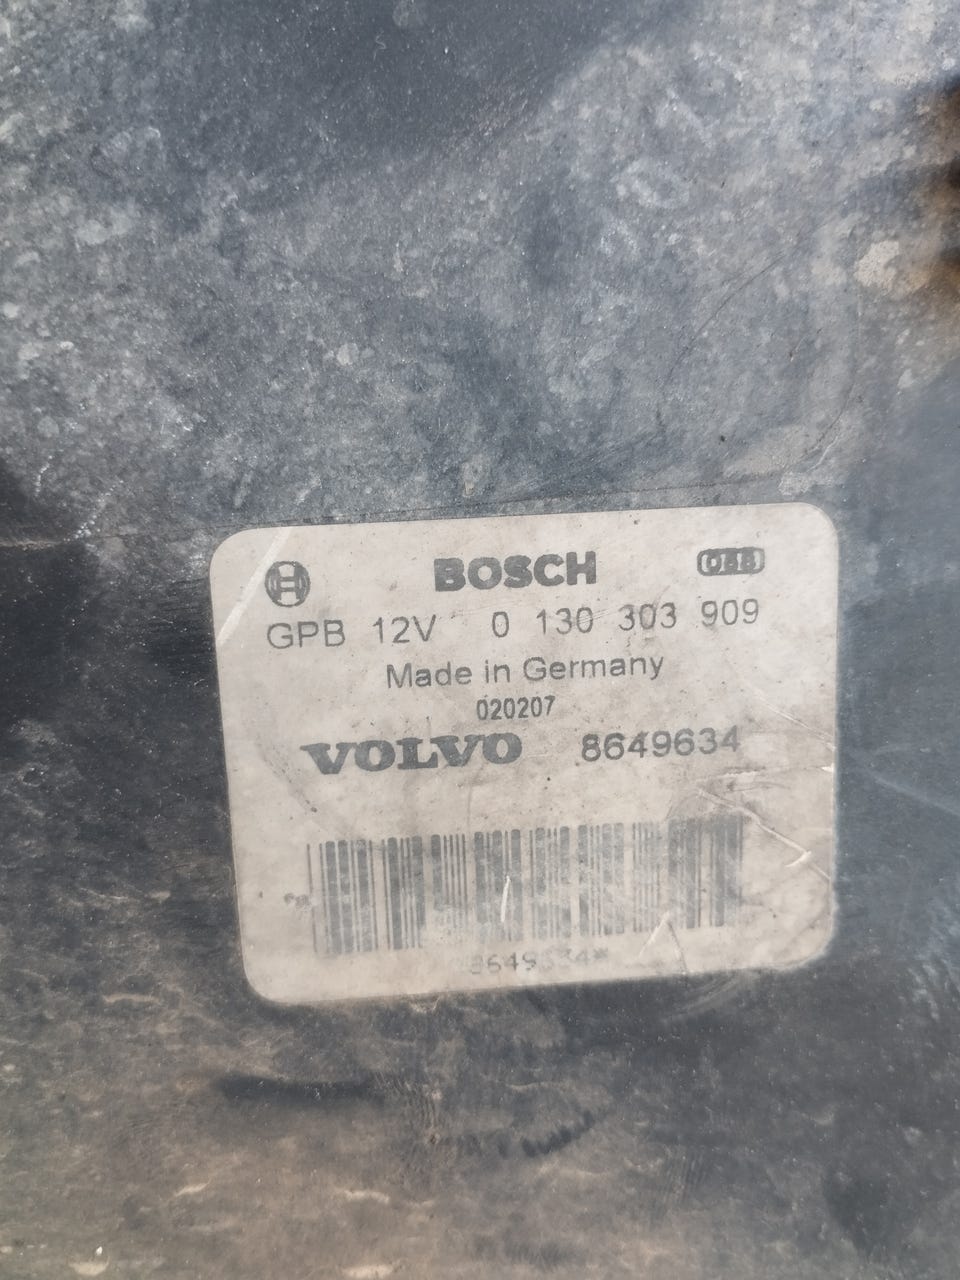 BOSCH
GPB 12V 0 130 303 909
Made in Germany
020207
VOLVO 8649634